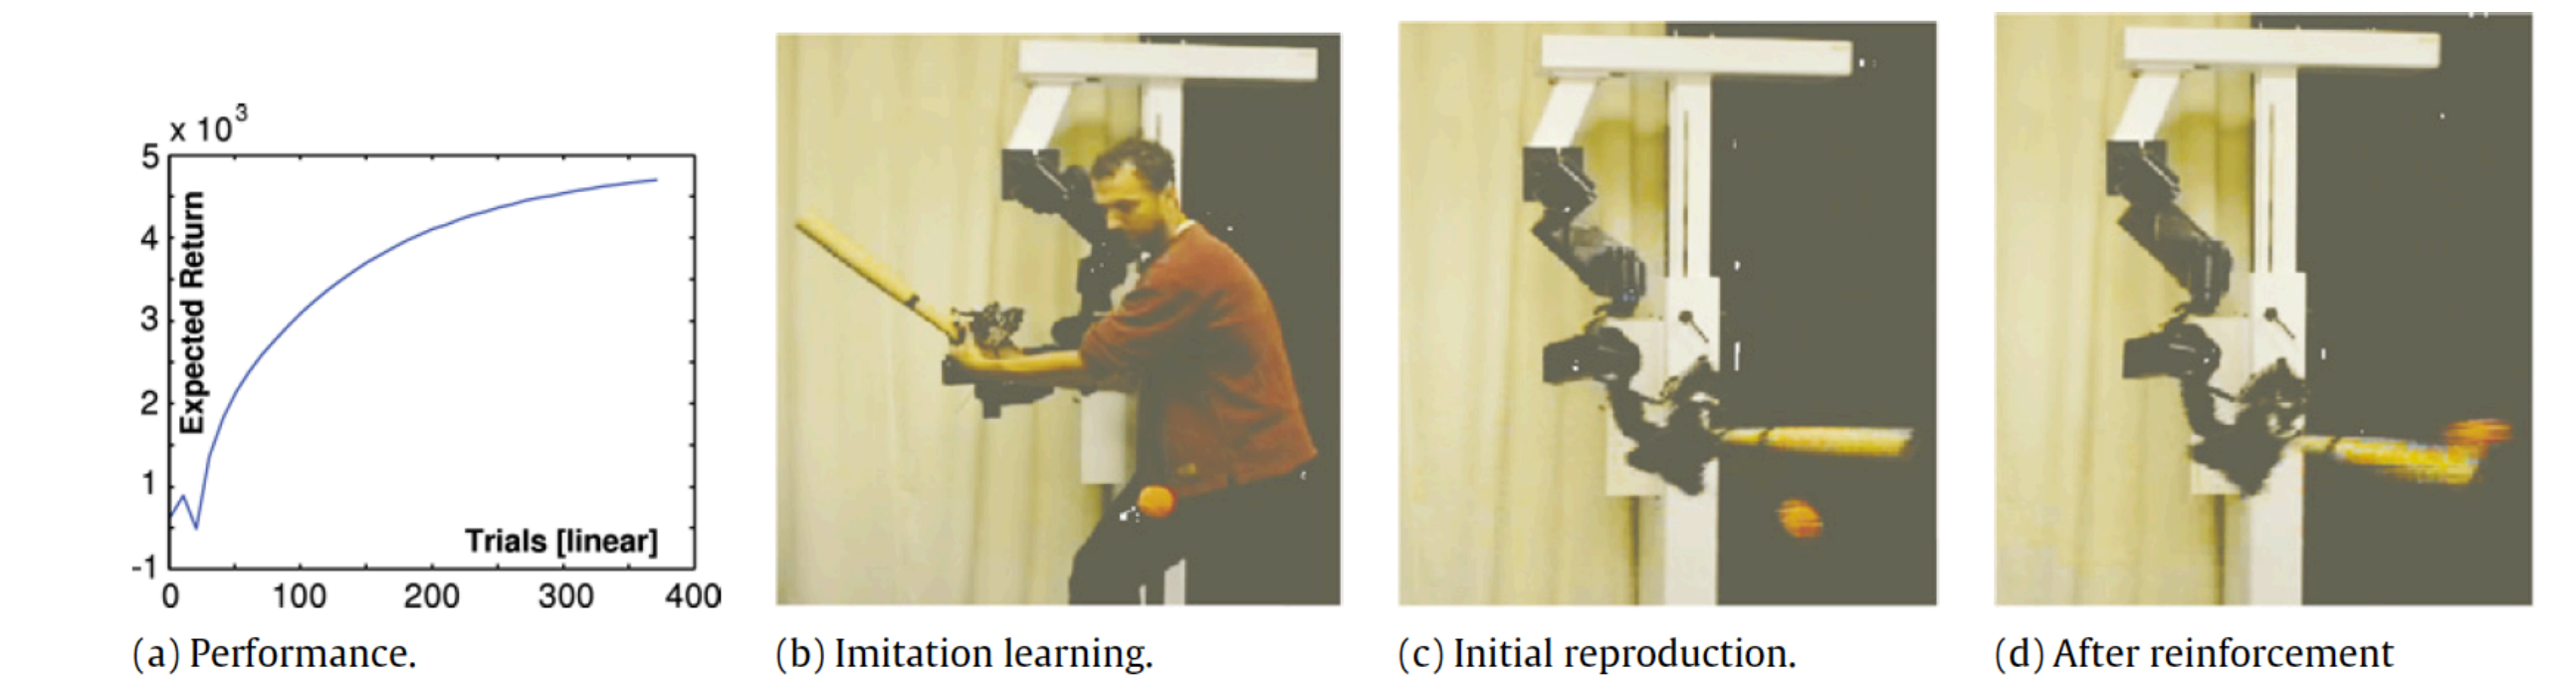 x 10³
5
4
3
2
1
-1
Expected Return
Trials [linear]
0 100 200 300 400
(a) Performance.
(b) Imitation learning.
(c) Initial reproduction.
(d) After reinforcement